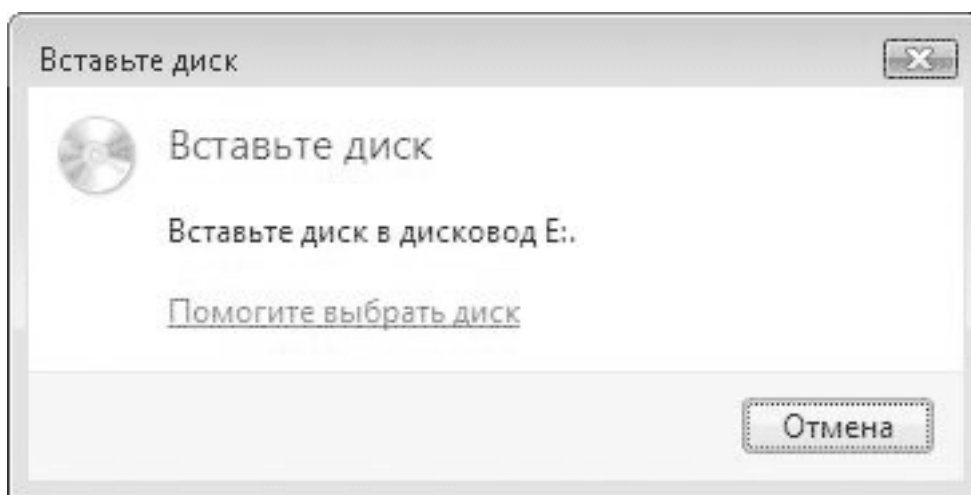 Вставьте диск
Вставьте диск
Вставьте диск в дисковод E:.
Помогите выбрать диск
Отмена